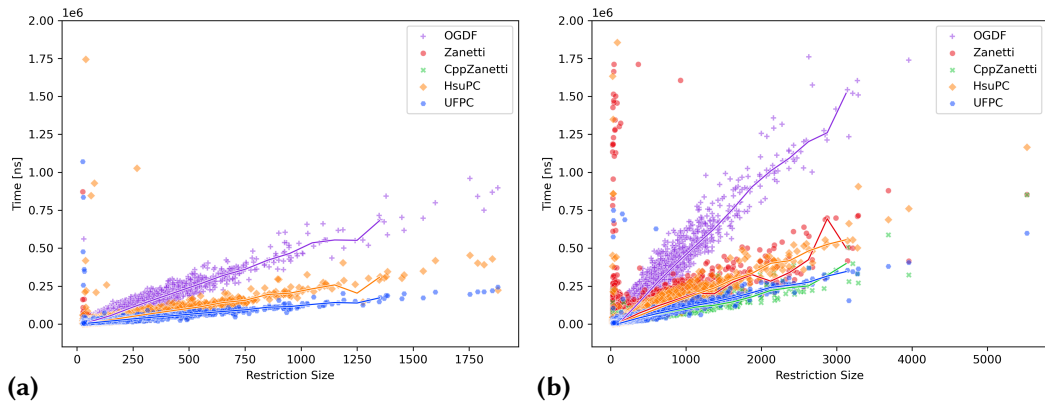 1e6
2.00
1.75
1.50
1.25
1.00
0.75
0.50
0.25
0.00
Time [ns]
0 250 500 750 1000 1250 1500 1750
Restriction Size
OGDF
Zanetti
CppZanetti
HsuPC
UFPC
(a)
1e6
2.00
1.75
1.50
1.25
1.00
0.75
0.50
0.25
0.00
Time [ns]
0 1000 2000 3000 4000 5000
Restriction Size
OGDF
Zanetti
CppZanetti
HsuPC
UFPC
(b)